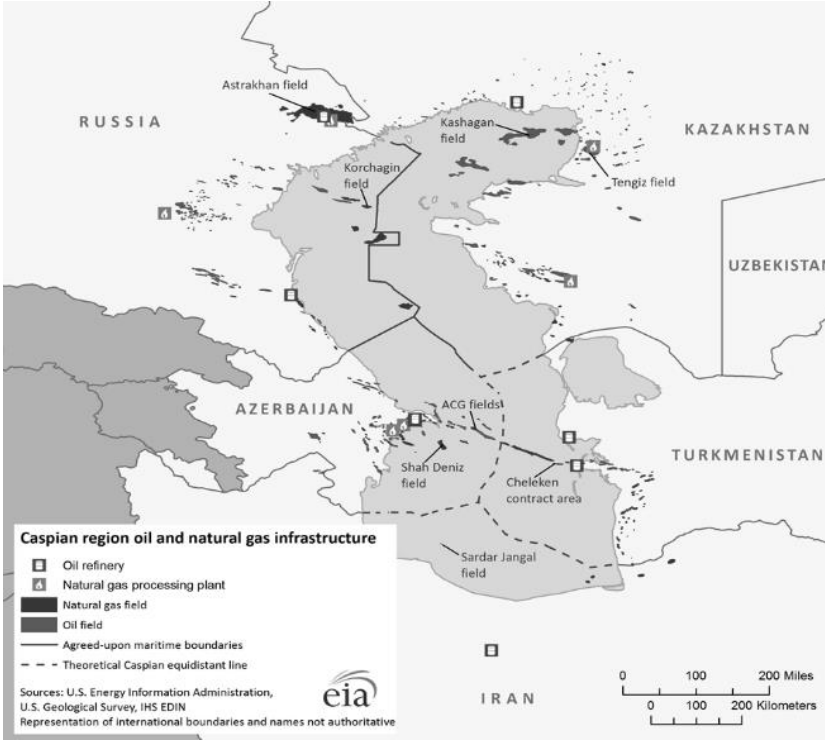 Astrakhan field
RUSSIA
Kashagan
field
KAZAKHSTAN
Korchagin
field
Tengiz field
UZBEKISTAN
AZERBAIJAN
ACG fields
TURKMENISTAN
Shah Deniz
field
Cheleken
contract area
Sardar Jangal
field
Caspian region oil and natural gas infrastructure
Oil refinery
Natural gas processing plant
Natural gas field
Oil field
Agreed-upon maritime boundaries
Theoretical Caspian equidistant line
Sources: U.S. Energy Information Administration,
U.S. Geological Survey, IHS EDIN
Representation of international boundaries and names not authoritative
eia
IRAN
0 100 200 Miles
0 100 200 Kilometers